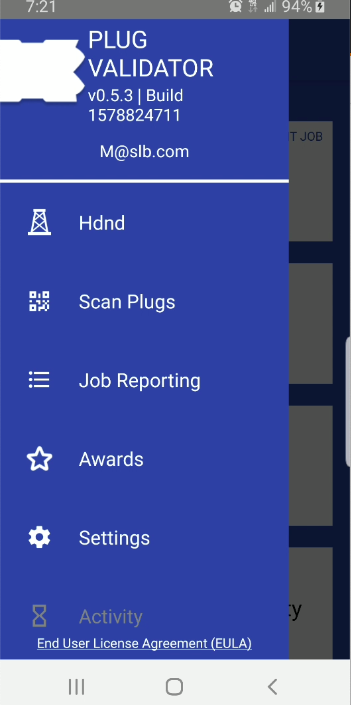 7:21
94%
PLUG
VALIDATOR
v0.5.3 | Build
1578824711
M@slb.com
T JOB
Hdnd
Scan Plugs
Job Reporting
Awards
Settings
Activity
ty
End User License Agreement (EULA)